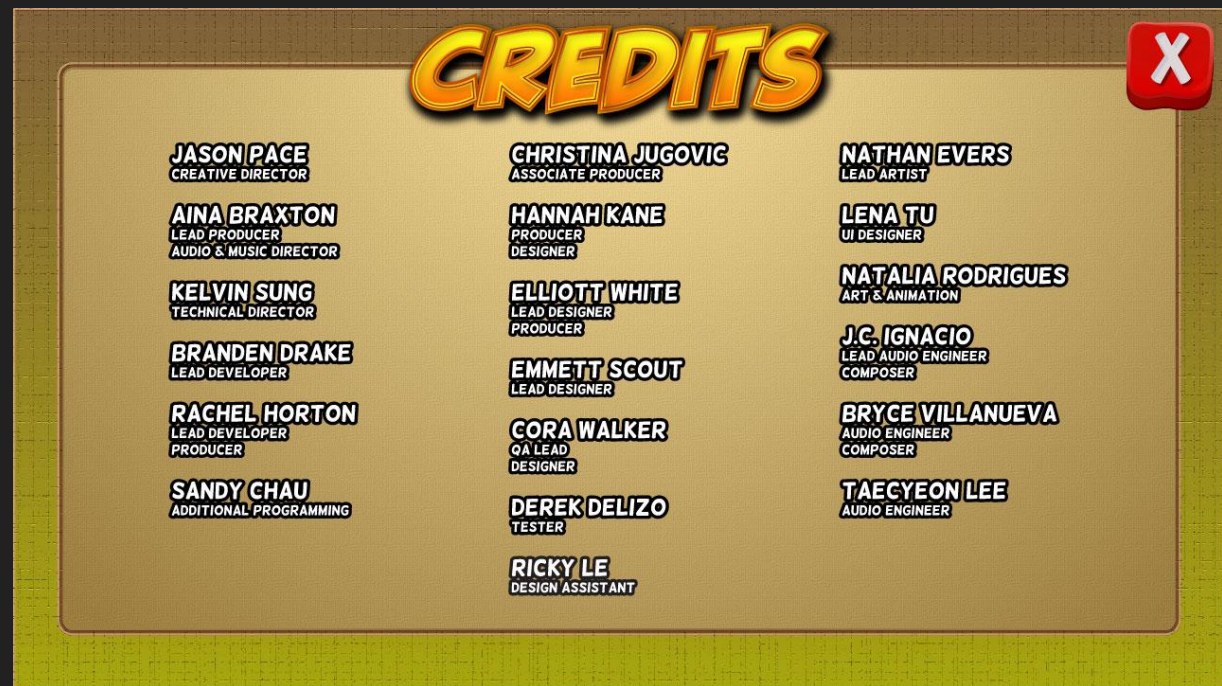 CREDITS
X
JASON PACE
CREATIVE DIRECTOR
AINA BRAXTON
LEAD PRODUCER
AUDIO & MUSIC DIRECTOR
KELVIN SUNG
TECHNICAL DIRECTOR
BRANDEN DRAKE
LEAD DEVELOPER
RACHEL HORTON
LEAD DEVELOPER
PRODUCER
SANDY CHAU
ADDITIONAL PROGRAMMING
CHRISTINA JUGOVIC
ASSOCIATE PRODUCER
HANNAH KANE
PRODUCER
DESIGNER
ELLIOTT WHITE
LEAD DESIGNER
PRODUCER
EMMETT SCOUT
LEAD DESIGNER
CORA WALKER
QA LEAD
DESIGNER
DEREK DELIZO
TESTER
RICKY LE
DESIGN ASSISTANT
NATHAN EVERS
LEAD ARTIST
LENA TU
UI DESIGNER
NATALIA RODRIGUES
ART & ANIMATION
J.C. IGNACIO
LEAD AUDIO ENGINEER
COMPOSER
BRYCE VILLANUEVA
AUDIO ENGINEER
COMPOSER
TAECYEON LEE
AUDIO ENGINEER